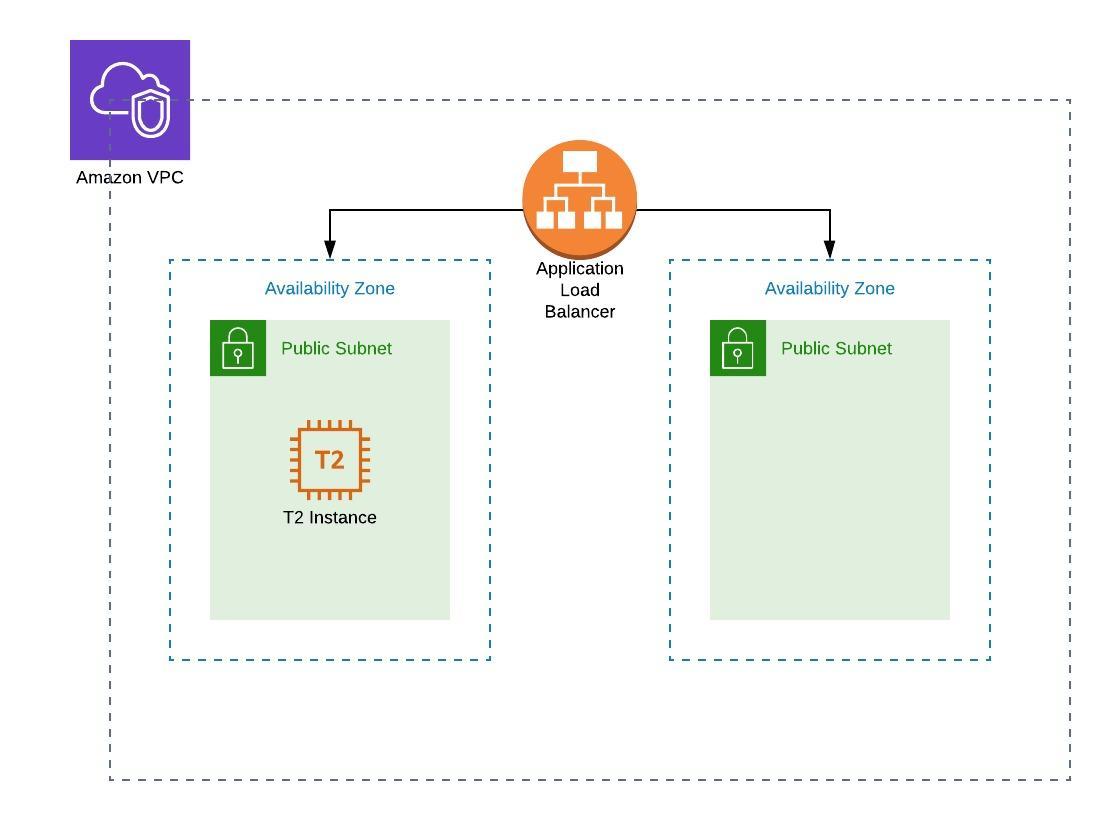 Amazon VPC
Application
Load
Balancer
Availability Zone
Public Subnet
T2
T2 Instance
Availability Zone
Public Subnet